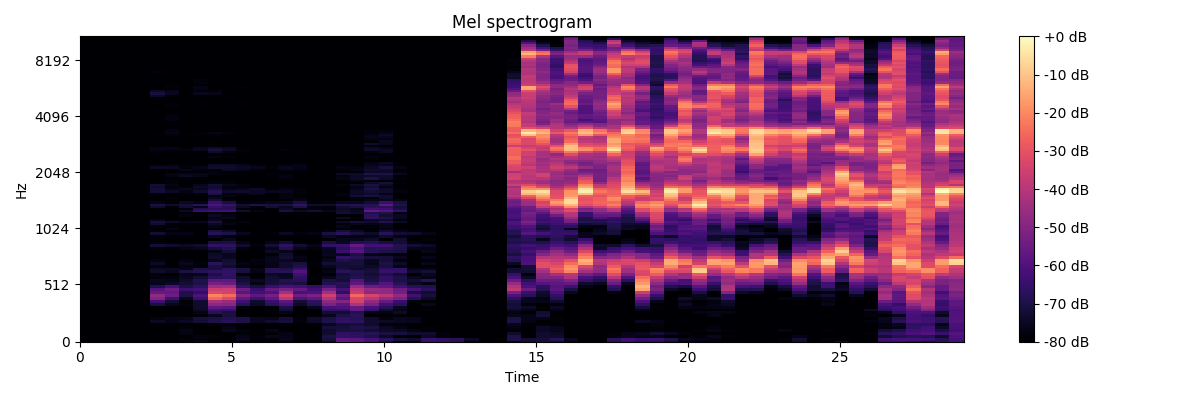 Mel spectrogram
8192
4096
2048
1024
512
0
Hz
0 5 10 15 20 25
Time
+0 dB
-10 dB
-20 dB
-30 dB
-40 dB
-50 dB
-60 dB
-70 dB
-80 dB